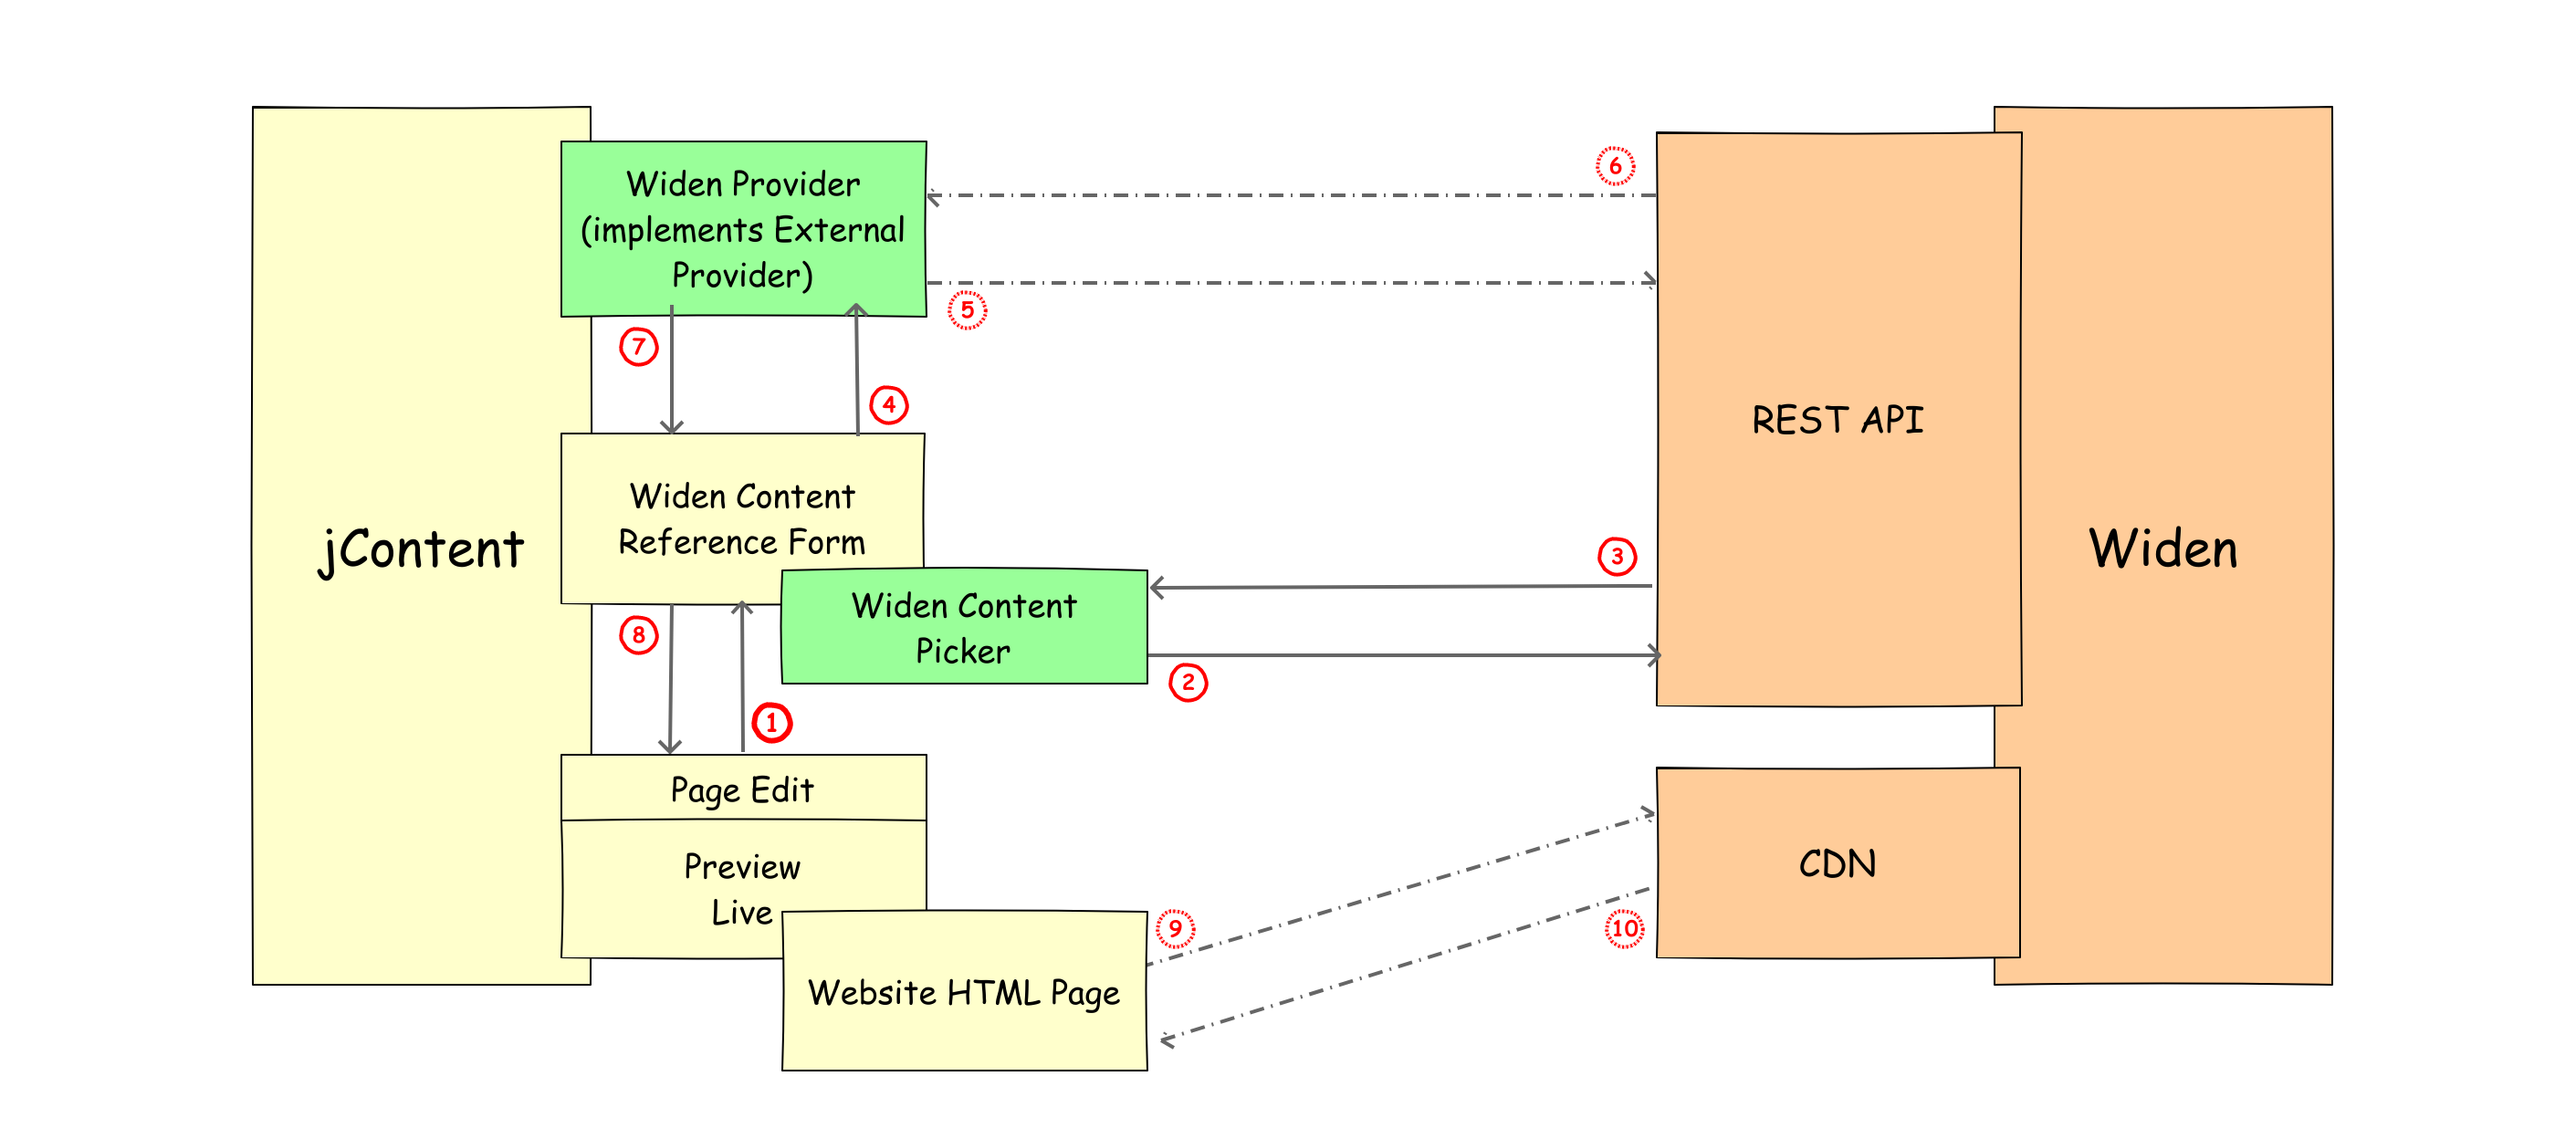 Widen Provider
(implements External
Provider)
6
5
7
4
REST API
Widen Content
Reference Form
jContent
Widen
3
Widen Content
Picker
8
2
1
Page Edit
Preview
Live
CDN
9
10
Website HTML Page